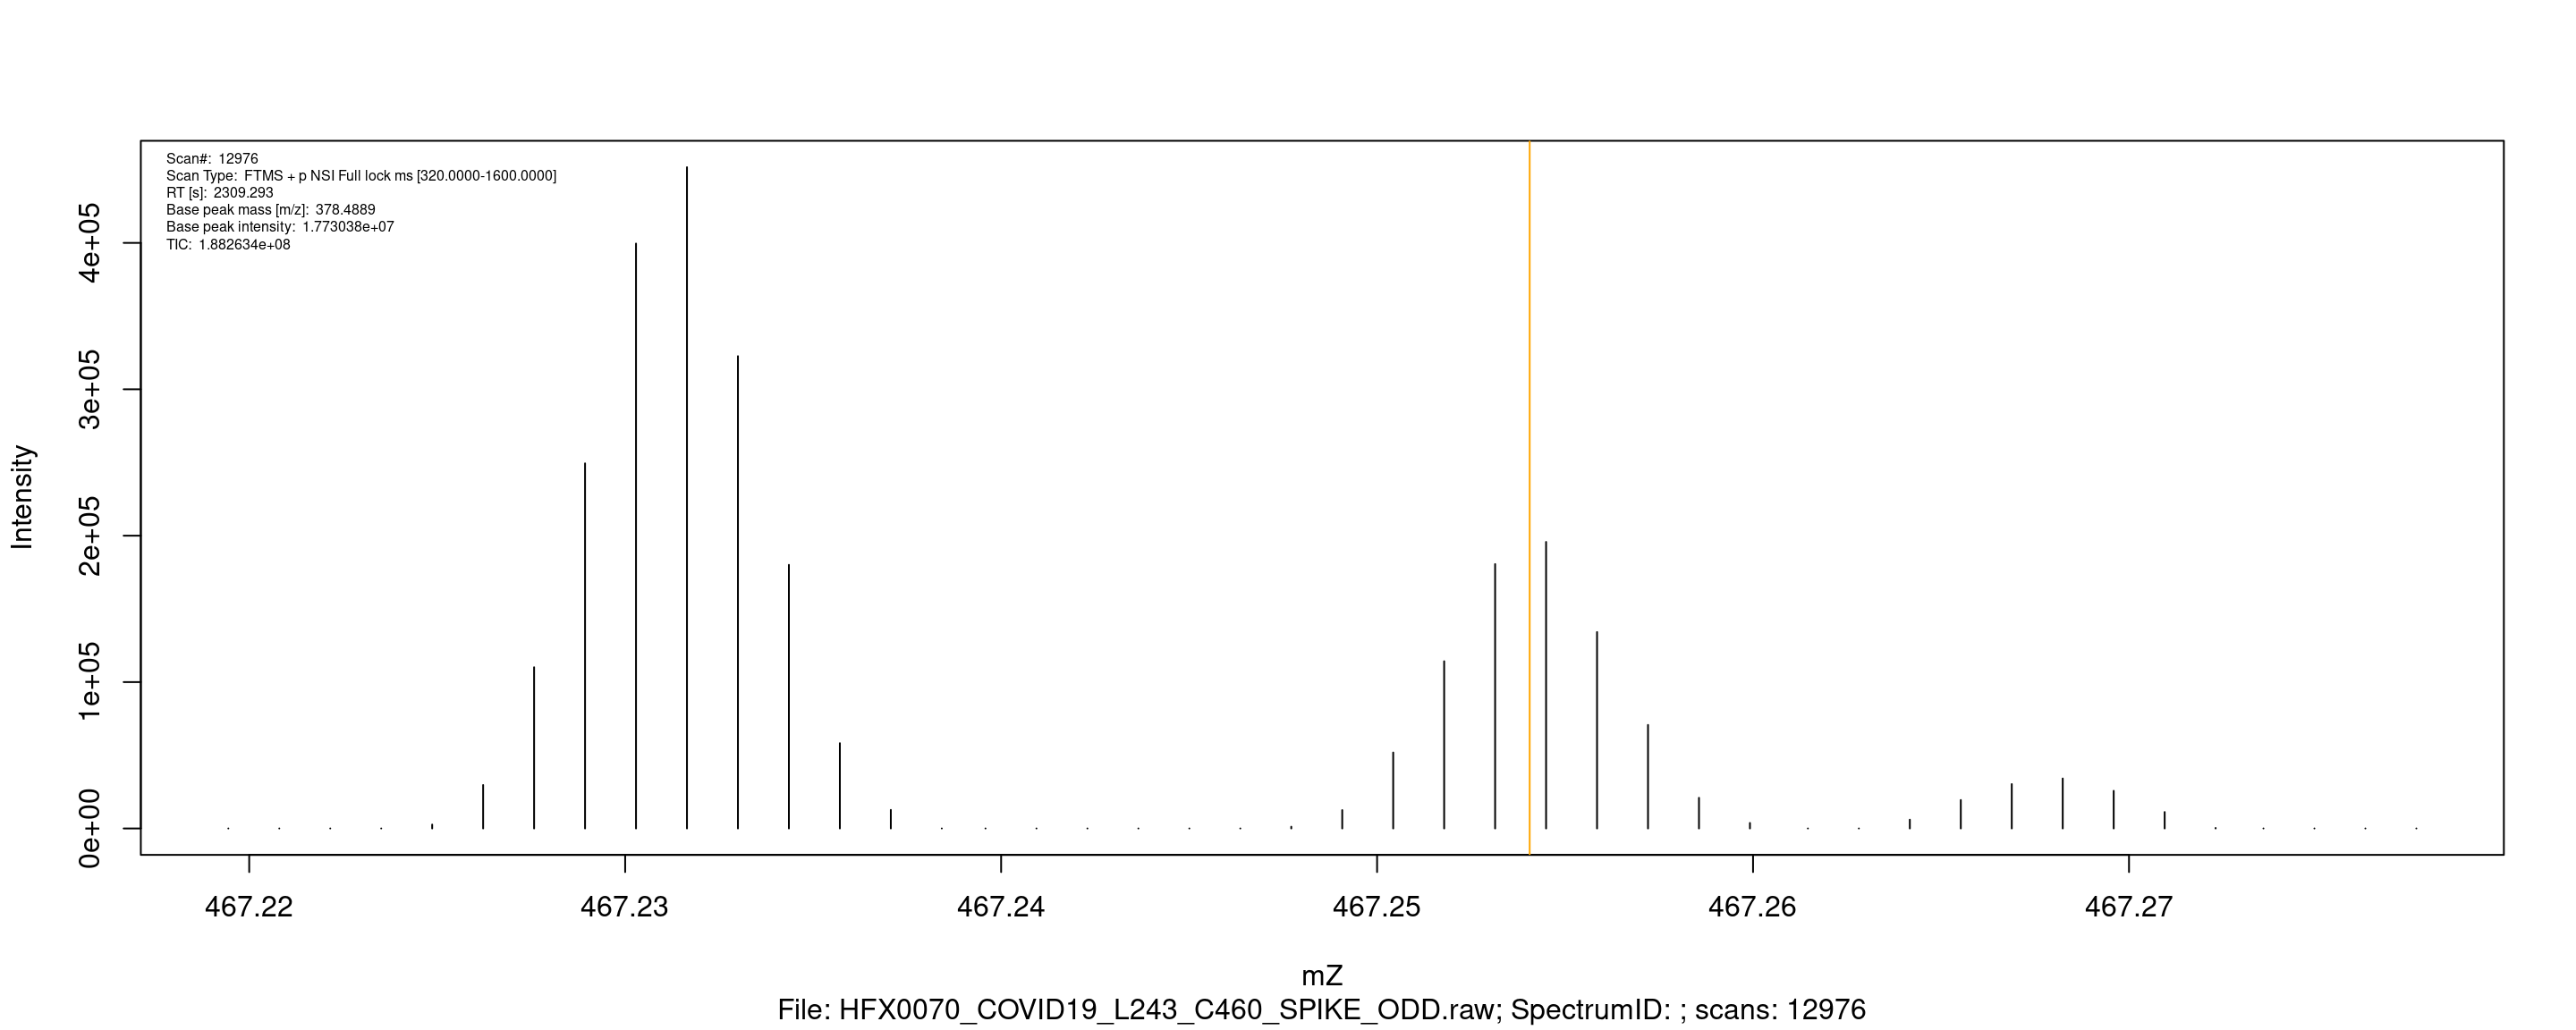 Scan#: 12976
Scan Type: FTMS + p NSI Full lock ms [320.0000-1600.0000]
RT [s]: 2309.293
Base peak mass [m/z]: 378.4889
Base peak intensity: 1.773038e+07
TIC: 1.882634e+08
Intensity
4e+05
3e+05
2e+05
1e+05
0e+00
467.22 467.23 467.24 467.25 467.26 467.27
mZ
File: HFX0070_COVID19_L243_C460_SPIKE_ODD.raw; SpectrumID: ; scans: 12976